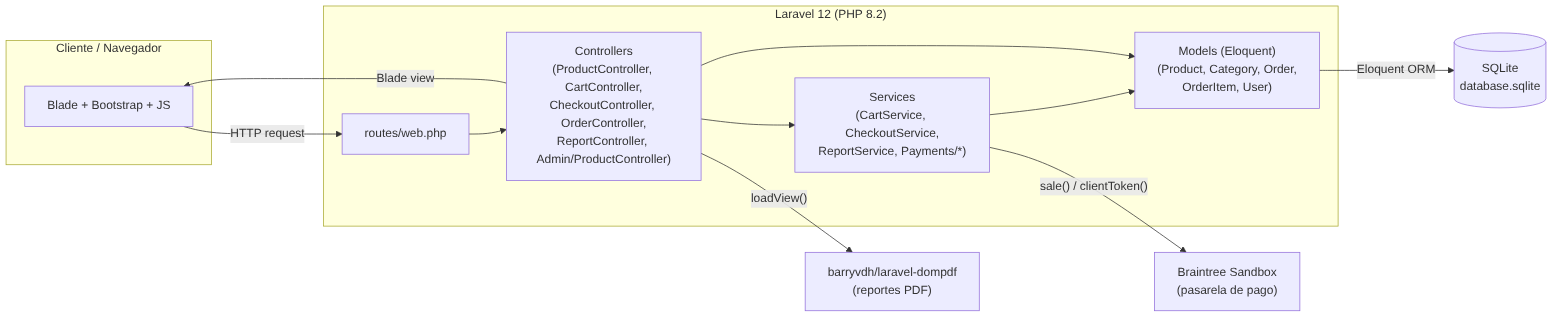 Laravel 12 (PHP 8.2)
Cliente / Navegador
Blade + Bootstrap + JS
Blade view
HTTP request
routes/web.php
Controllers
(ProductController,
CartController,
CheckoutController,
OrderController,
ReportController,
Admin/ProductController)
Services
(CartService,
CheckoutService,
ReportService, Payments/*)
Models (Eloquent)
(Product, Category, Order,
OrderItem, User)
Eloquent ORM
SQLite
database.sqlite
loadView()
sale() / clientToken()
barryvdh/laravel-dompdf
(reportes PDF)
Braintree Sandbox
(pasarela de pago)